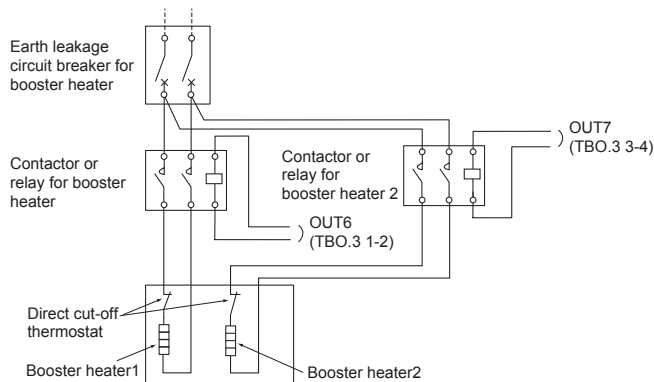 Earth leakage
circuit breaker for
booster heater
OUT7
(TBO.3 3-4)
Contactor or
relay for booster
heater
Contactor or
relay for
booster heater 2
OUT6
(TBO.3 1-2)
Direct cut-off
thermostat
Booster heater1
Booster heater2